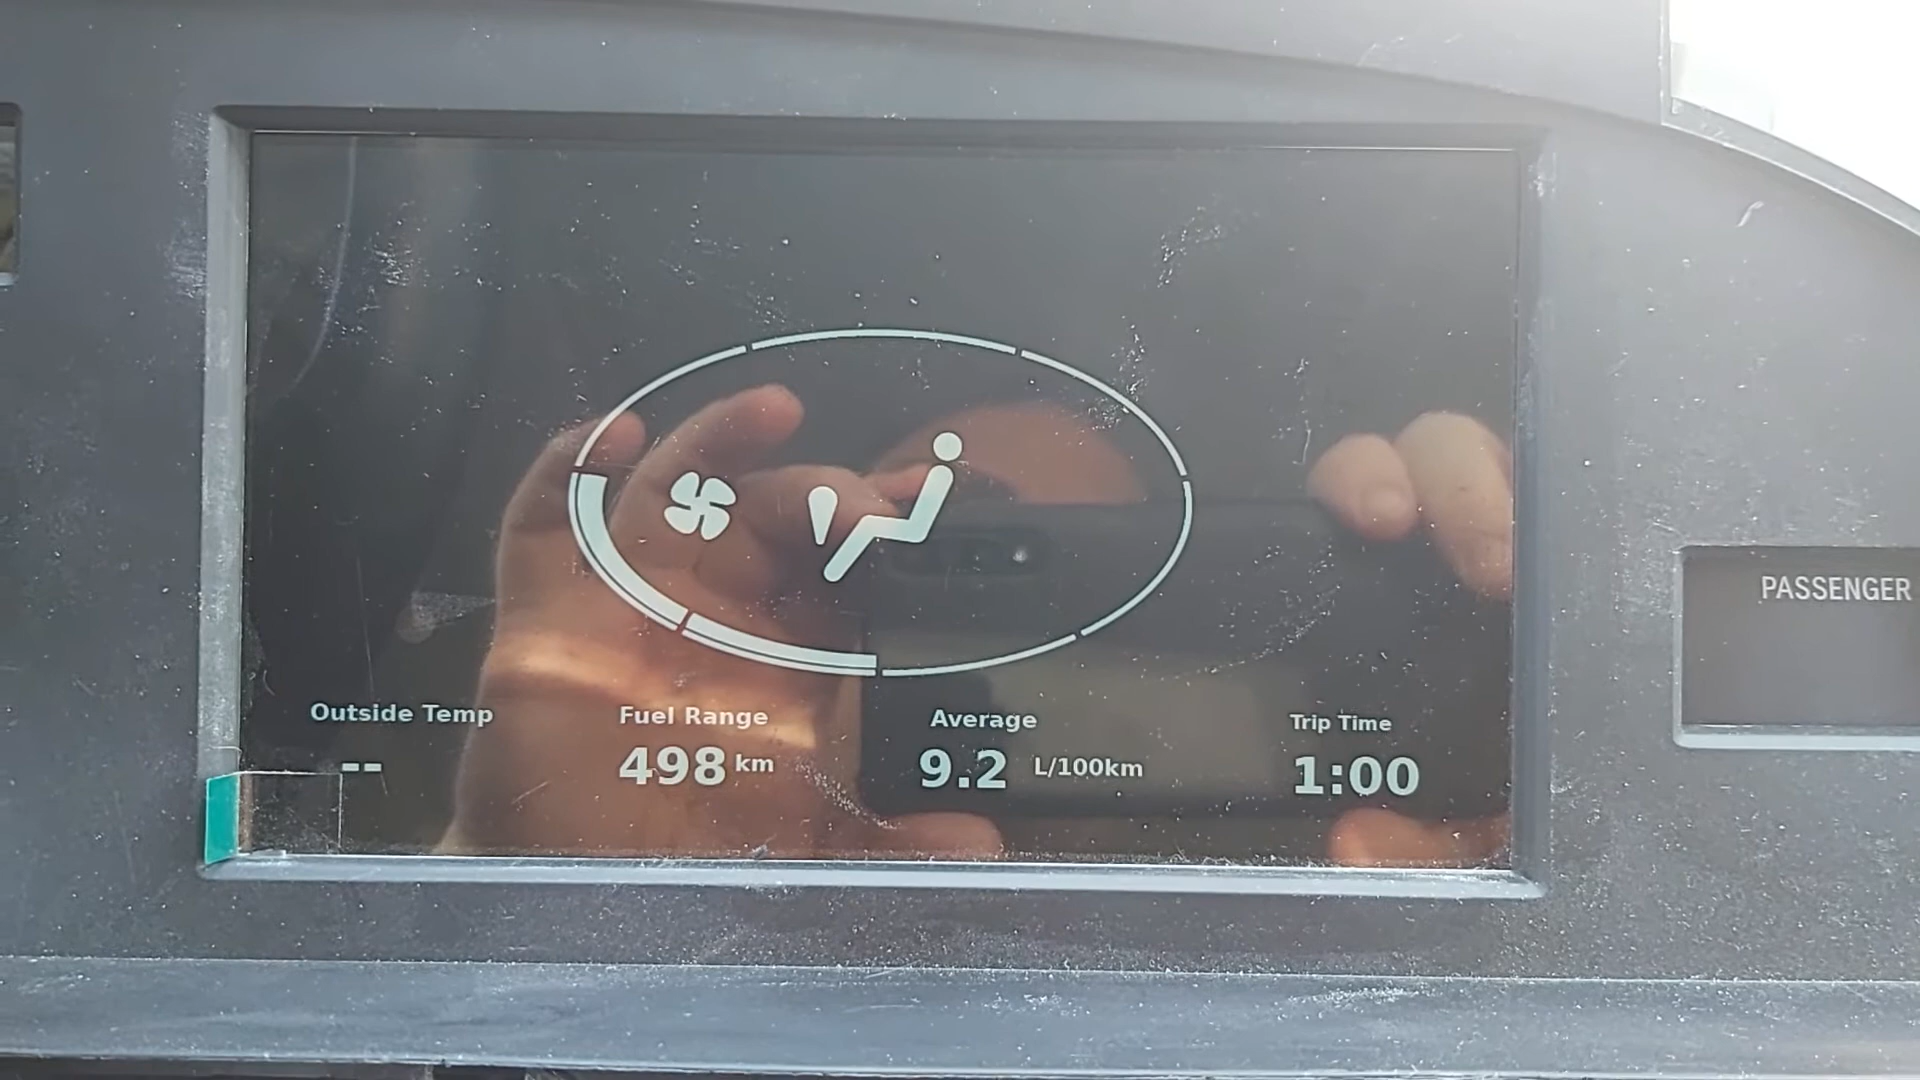 Outside Temp
--
Fuel Range
498 km
Average
9.2 L/100km
Trip Time
1:00
PASSENGER